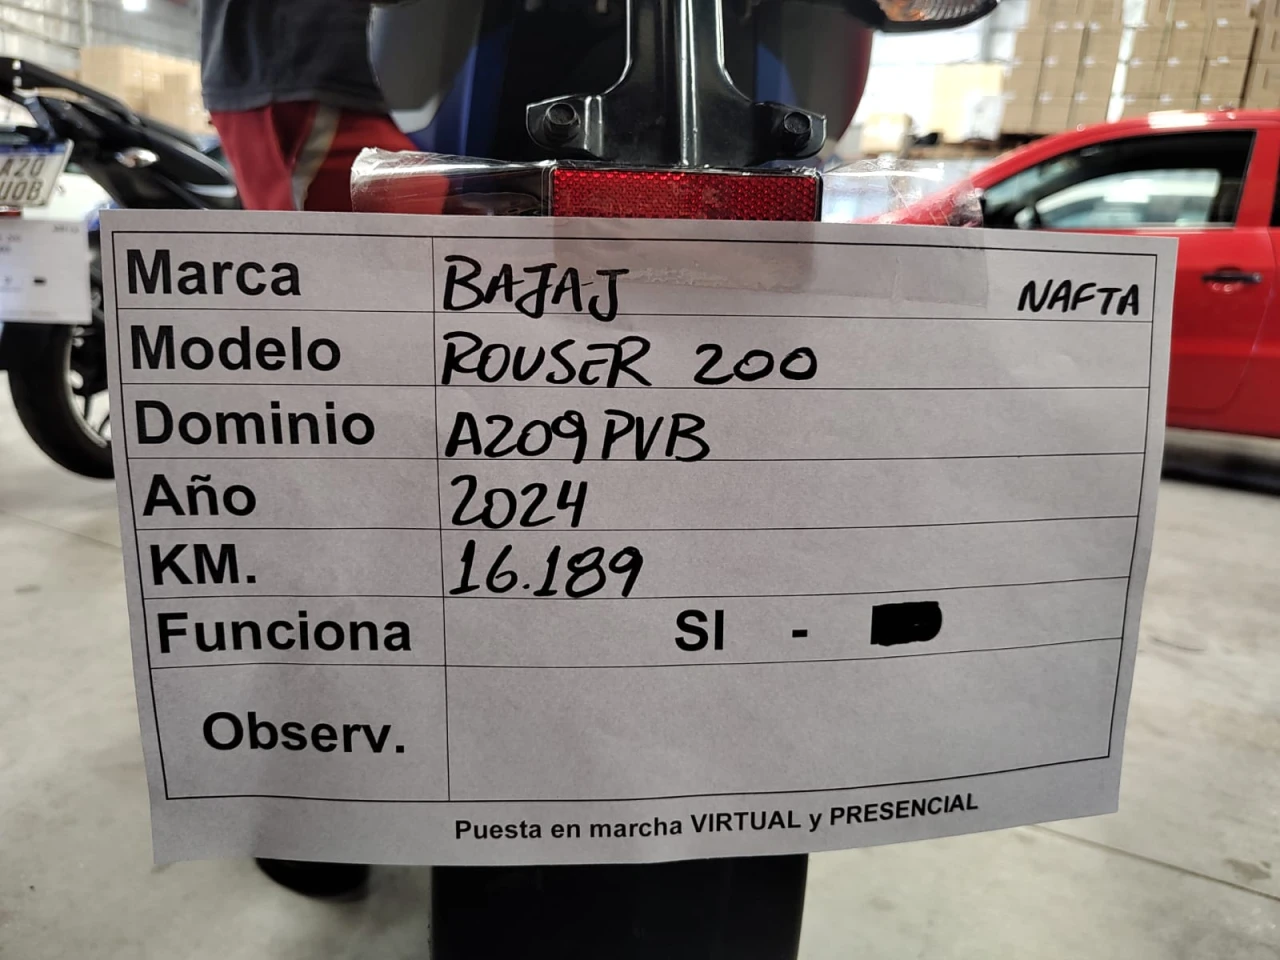 Marca BAJAJ NAFTA
Modelo ROUSER 200
Dominio A209PVB
Año 2024
KM. 16.189
Funciona SI -
Observ.
Puesta en marcha VIRTUAL y PRESENCIAL
A20
UOB